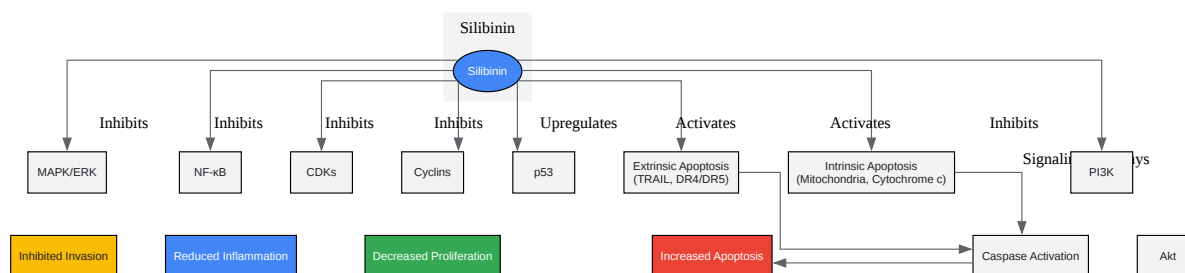 Silibinin
Silibinin
Inhibits
Inhibits
Inhibits
Inhibits
Upregulates
Activates
Activates
Inhibits
MAPK/ERK
NF-κB
CDKs
Cyclins
p53
Extrinsic Apoptosis
(TRAIL, DR4/DR5)
Intrinsic Apoptosis
(Mitochondria, Cytochrome c)
PI3K
Inhibited Invasion
Reduced Inflammation
Decreased Proliferation
Increased Apoptosis
Caspase Activation
Akt